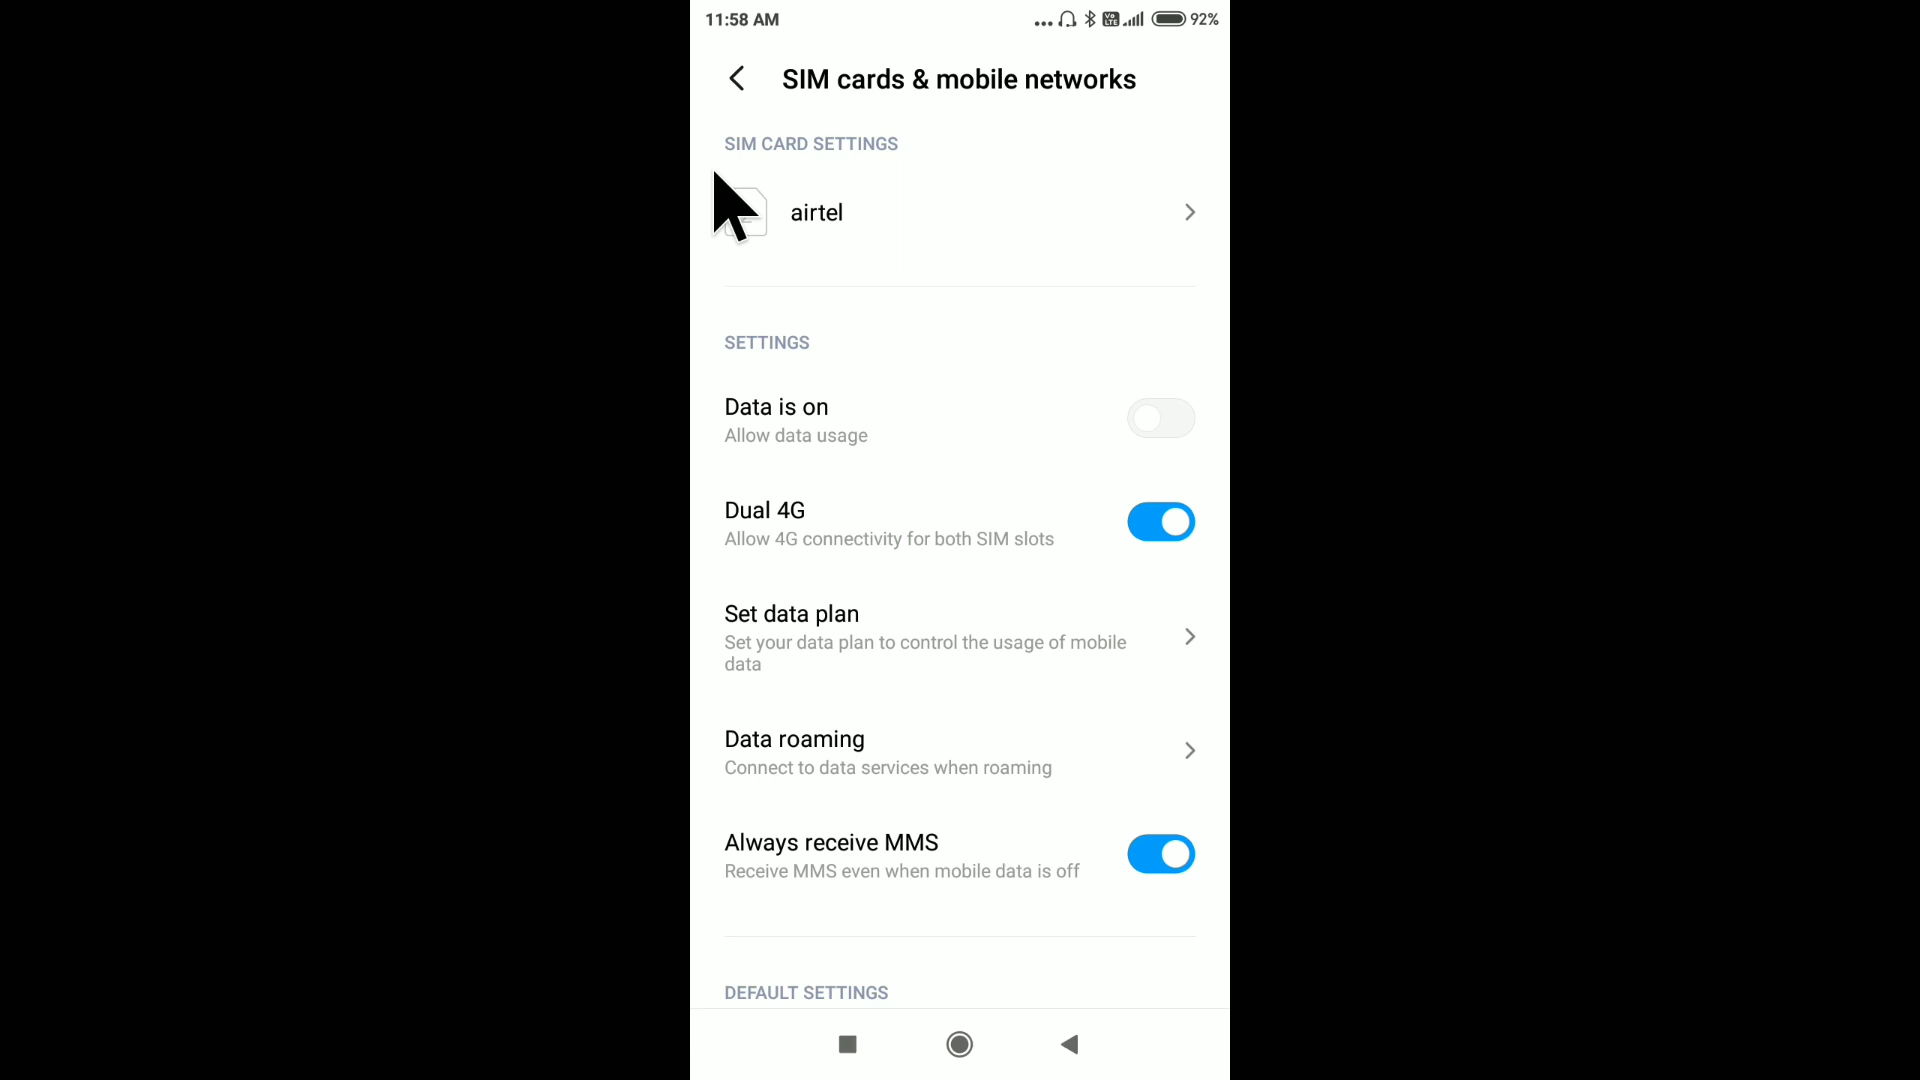 11:58 AM
Vo LTE 92%
SIM cards & mobile networks
SIM CARD SETTINGS
airtel
SETTINGS
Data is on
Allow data usage
Dual 4G
Allow 4G connectivity for both SIM slots
Set data plan
Set your data plan to control the usage of mobile
data
Data roaming
Connect to data services when roaming
Always receive MMS
Receive MMS even when mobile data is off
DEFAULT SETTINGS